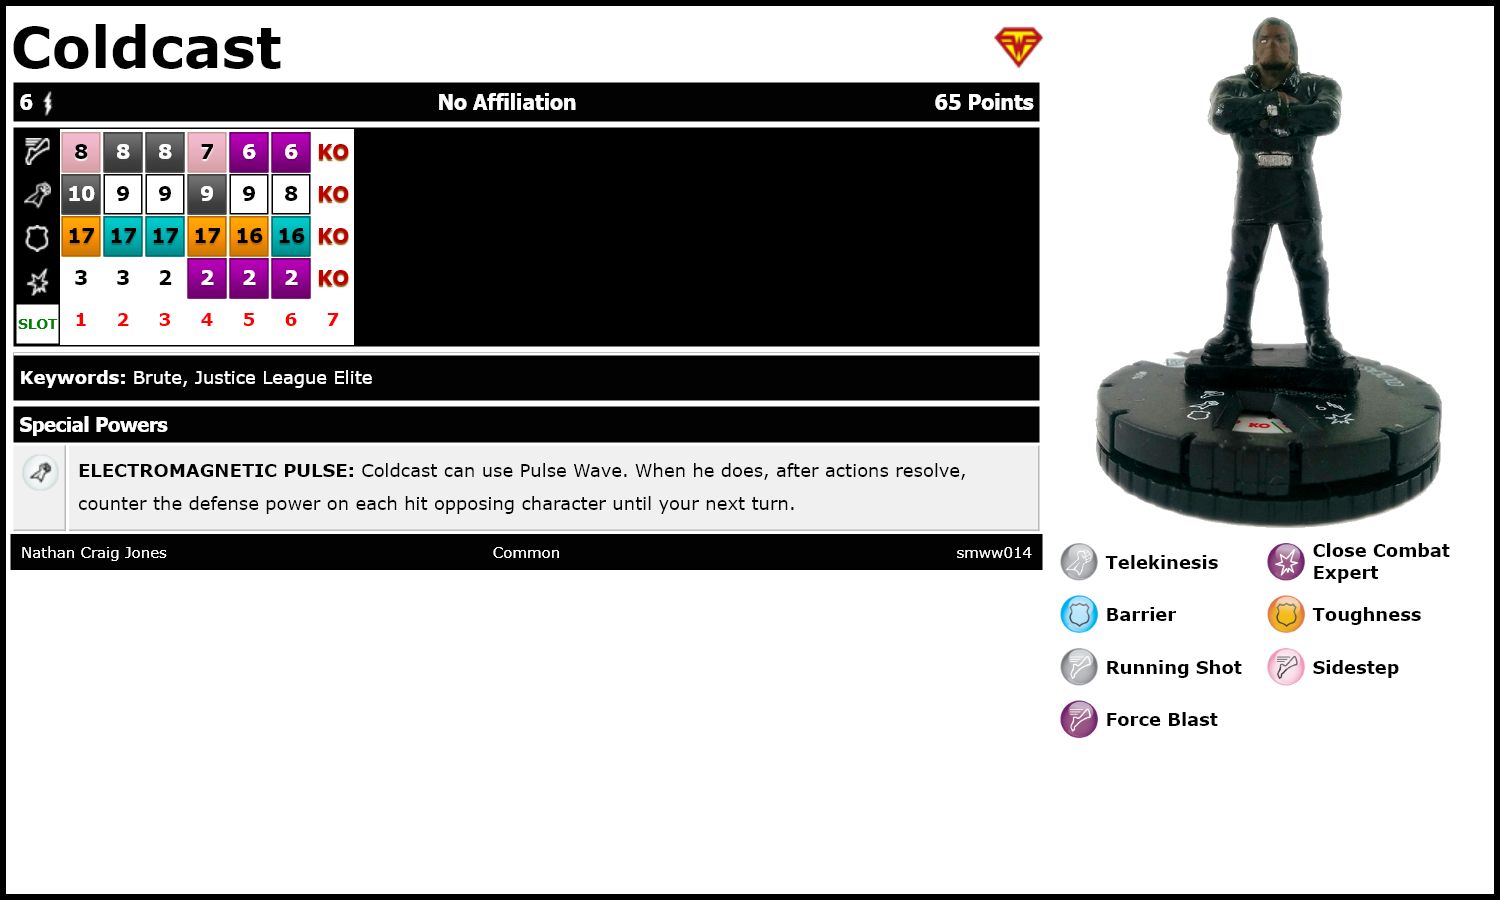 Coldcast
6 No Affiliation 65 Points
8 8 8 7 6 6 KO
10 9 9 9 9 8 KO
17 17 17 17 16 16 KO
3 3 2 2 2 2 KO
SLOT 1 2 3 4 5 6 7
Keywords: Brute, Justice League Elite
Special Powers
ELECTROMAGNETIC PULSE: Coldcast can use Pulse Wave. When he does, after actions resolve,
counter the defense power on each hit opposing character until your next turn.
Nathan Craig Jones Common smww014
KO
Telekinesis
Close Combat
Expert
Barrier
Toughness
Running Shot
Sidestep
Force Blast